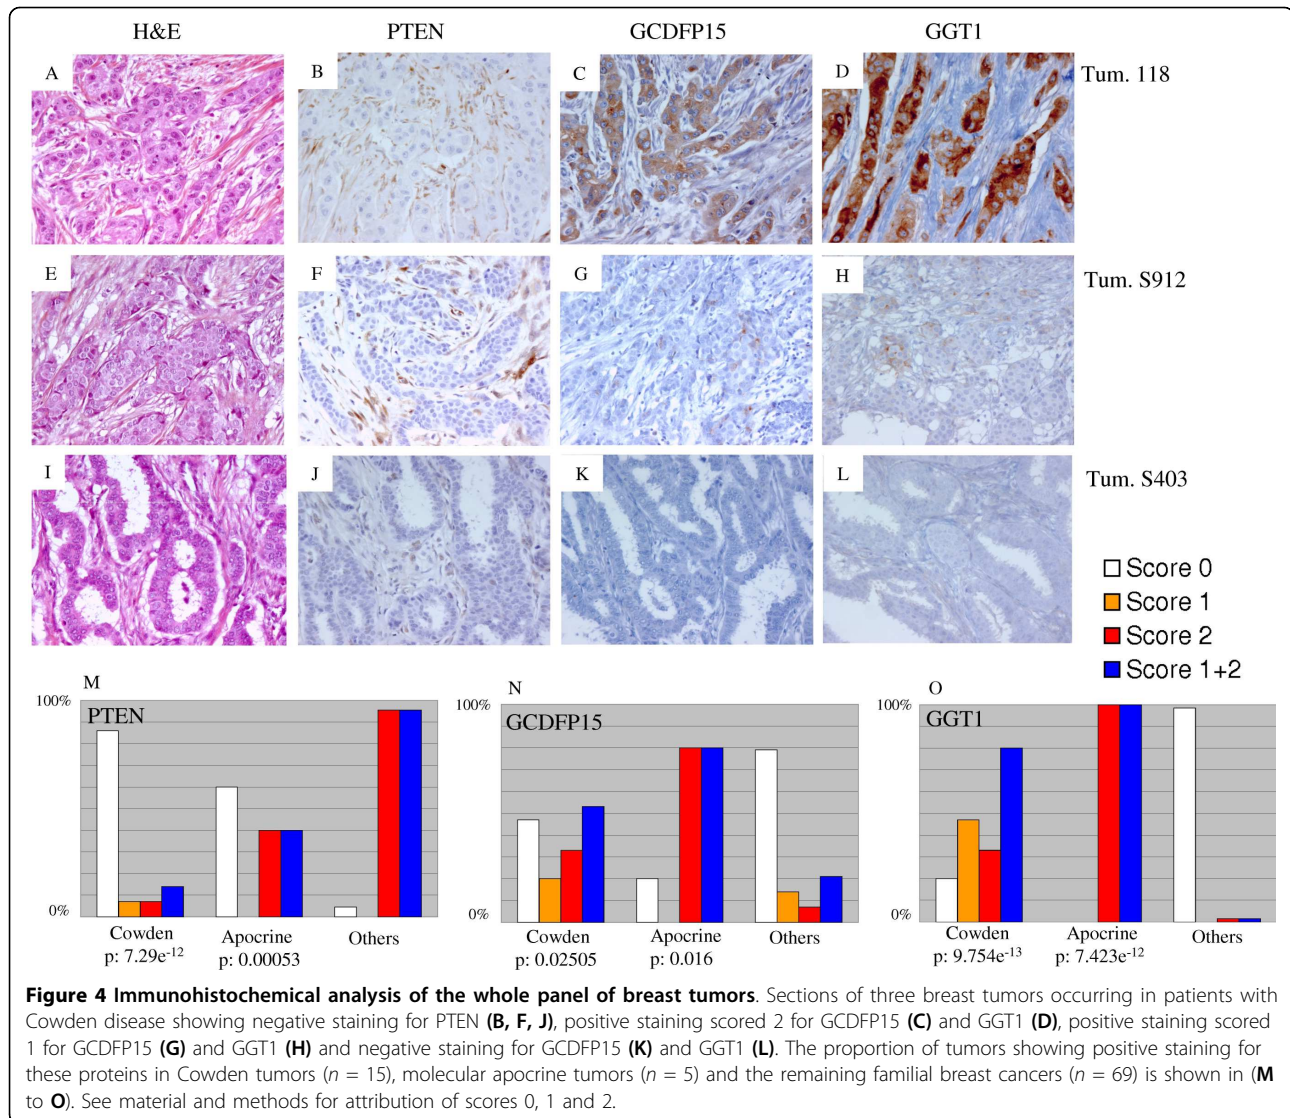 H&E PTEN GCDFP15 GGT1
A B C D Tum. 118
E F G H Tum. S912
I J K L Tum. S403
Score 0
Score 1
Score 2
Score 1+2
M N O
100% 100% 100%
PTEN GCDFP15 GGT1
0% 0% 0%
Cowden Apocrine Others Cowden Apocrine Others Cowden Apocrine Others
p: 7.29e-12 p: 0.00053 p: 0.02505 p: 0.016 p: 9.754e-13 p: 7.423e-12
Figure 4 Immunohistochemical analysis of the whole panel of breast tumors. Sections of three breast tumors occurring in patients with
Cowden disease showing negative staining for PTEN (B, F, J), positive staining scored 2 for GCDFP15 (C) and GGT1 (D), positive staining scored
1 for GCDFP15 (G) and GGT1 (H) and negative staining for GCDFP15 (K) and GGT1 (L). The proportion of tumors showing positive staining for
these proteins in Cowden tumors (n = 15), molecular apocrine tumors (n = 5) and the remaining familial breast cancers (n = 69) is shown in (M
to O). See material and methods for attribution of scores 0, 1 and 2.